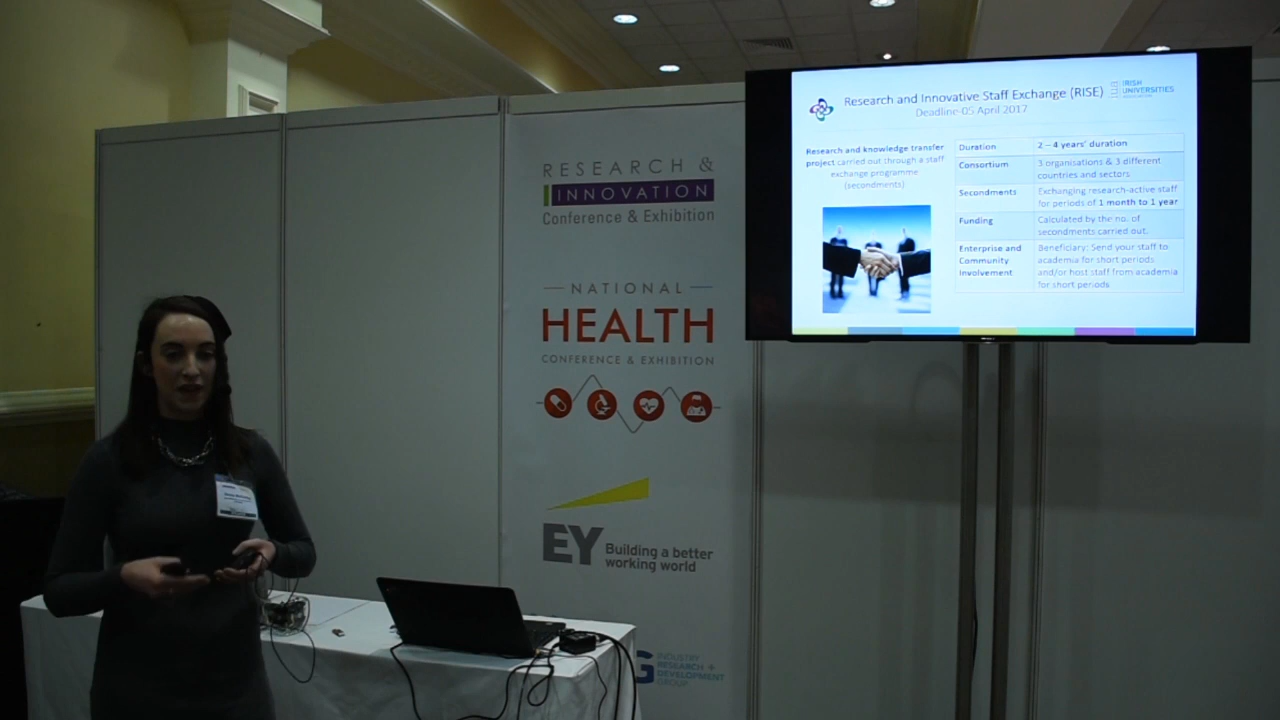 RESEARCH &
INNOVATION
Conference & Exhibition
NATIONAL
HEALTH
CONFERENCE & EXHIBITION
EY
Building a better
working world
G
INDUSTRY
RESEARCH +
DEVELOPMENT
GROUP
Research and Innovative Staff Exchange (RISE)
Deadline-05 April 2017
IRISH
UNIVERSITIES
Research and knowledge transfer
project carried out through a staff
exchange programme
(secondments)
Duration
2 – 4 years' duration
Consortium
3 organisations & 3 different
countries and sectors
Secondments
Exchanging research-active staff
for periods of 1 month to 1 year
Funding
Calculated by the no. of
secondments carried out.
Enterprise and
Community
Involvement
Beneficiary: Send your staff to
academia for short periods
and/or host staff from academia
for short periods